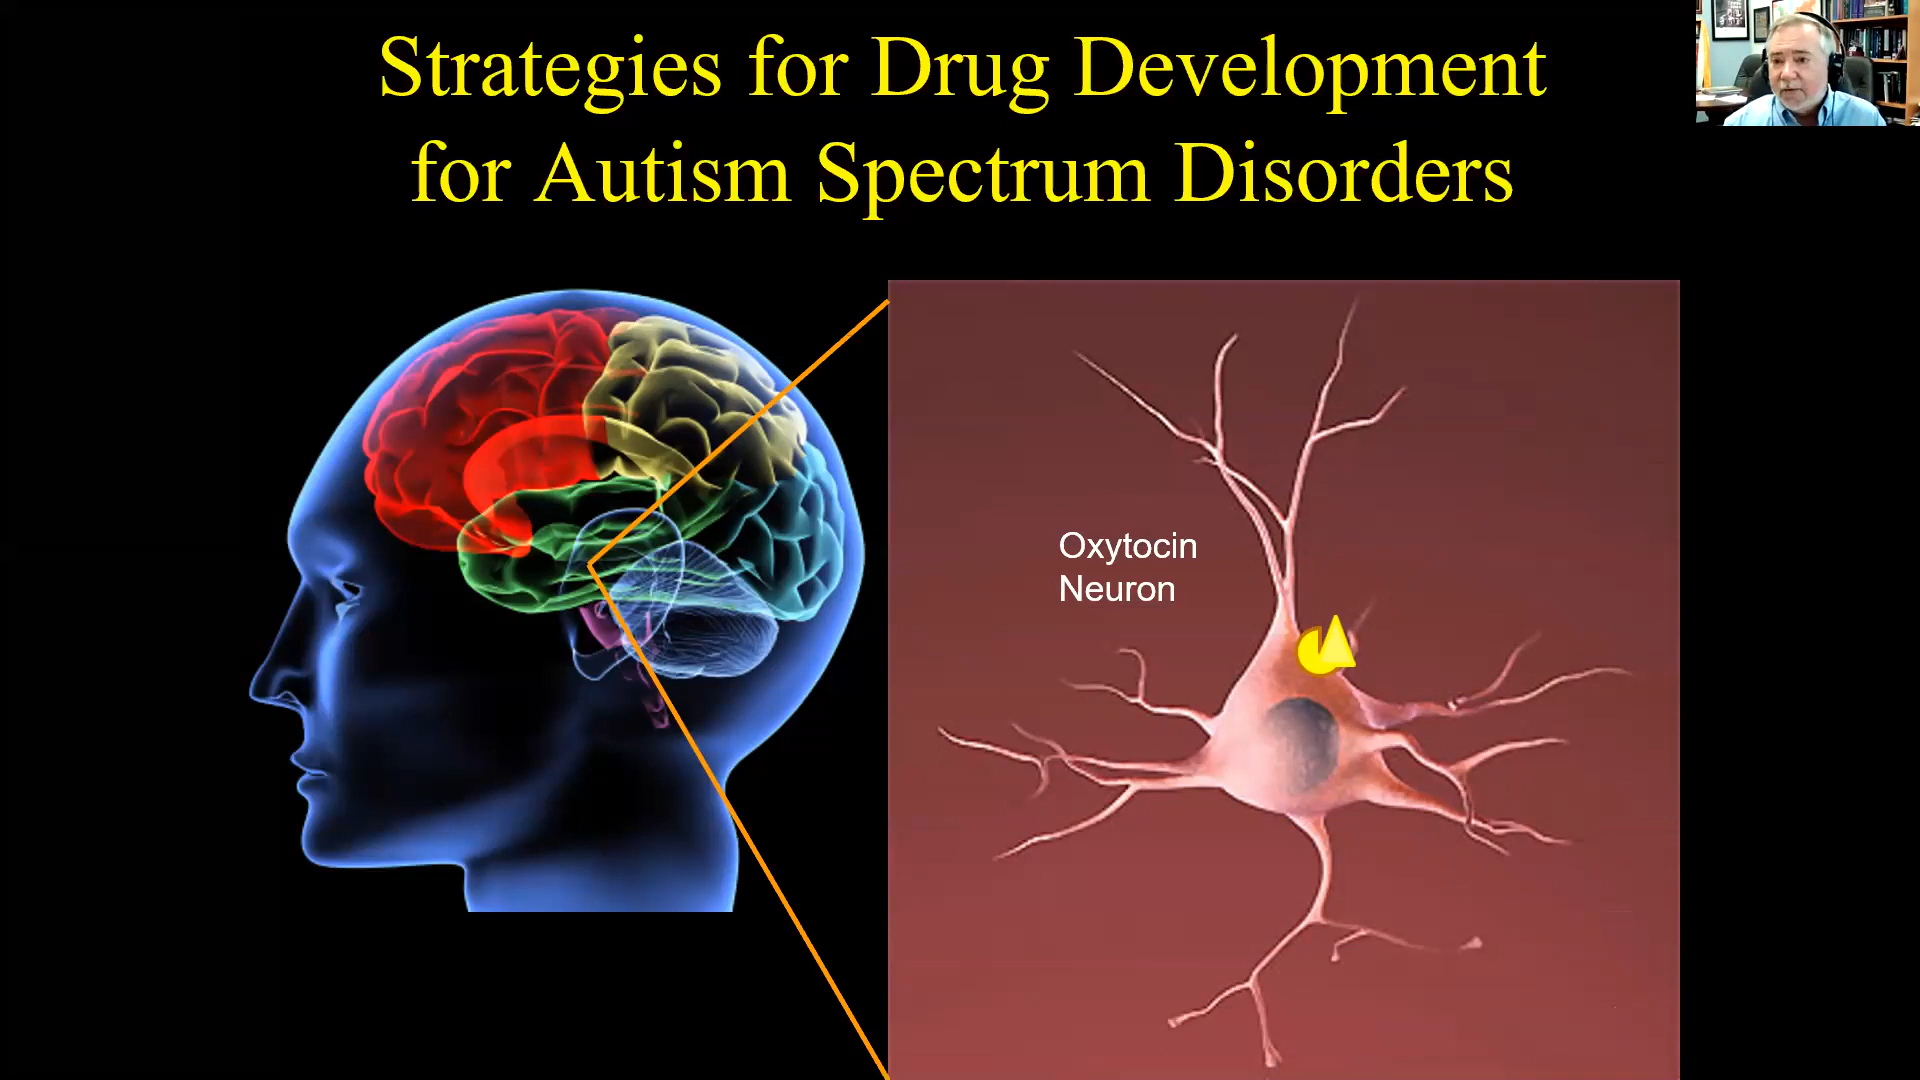 Strategies for Drug Development
for Autism Spectrum Disorders
Oxytocin
Neuron